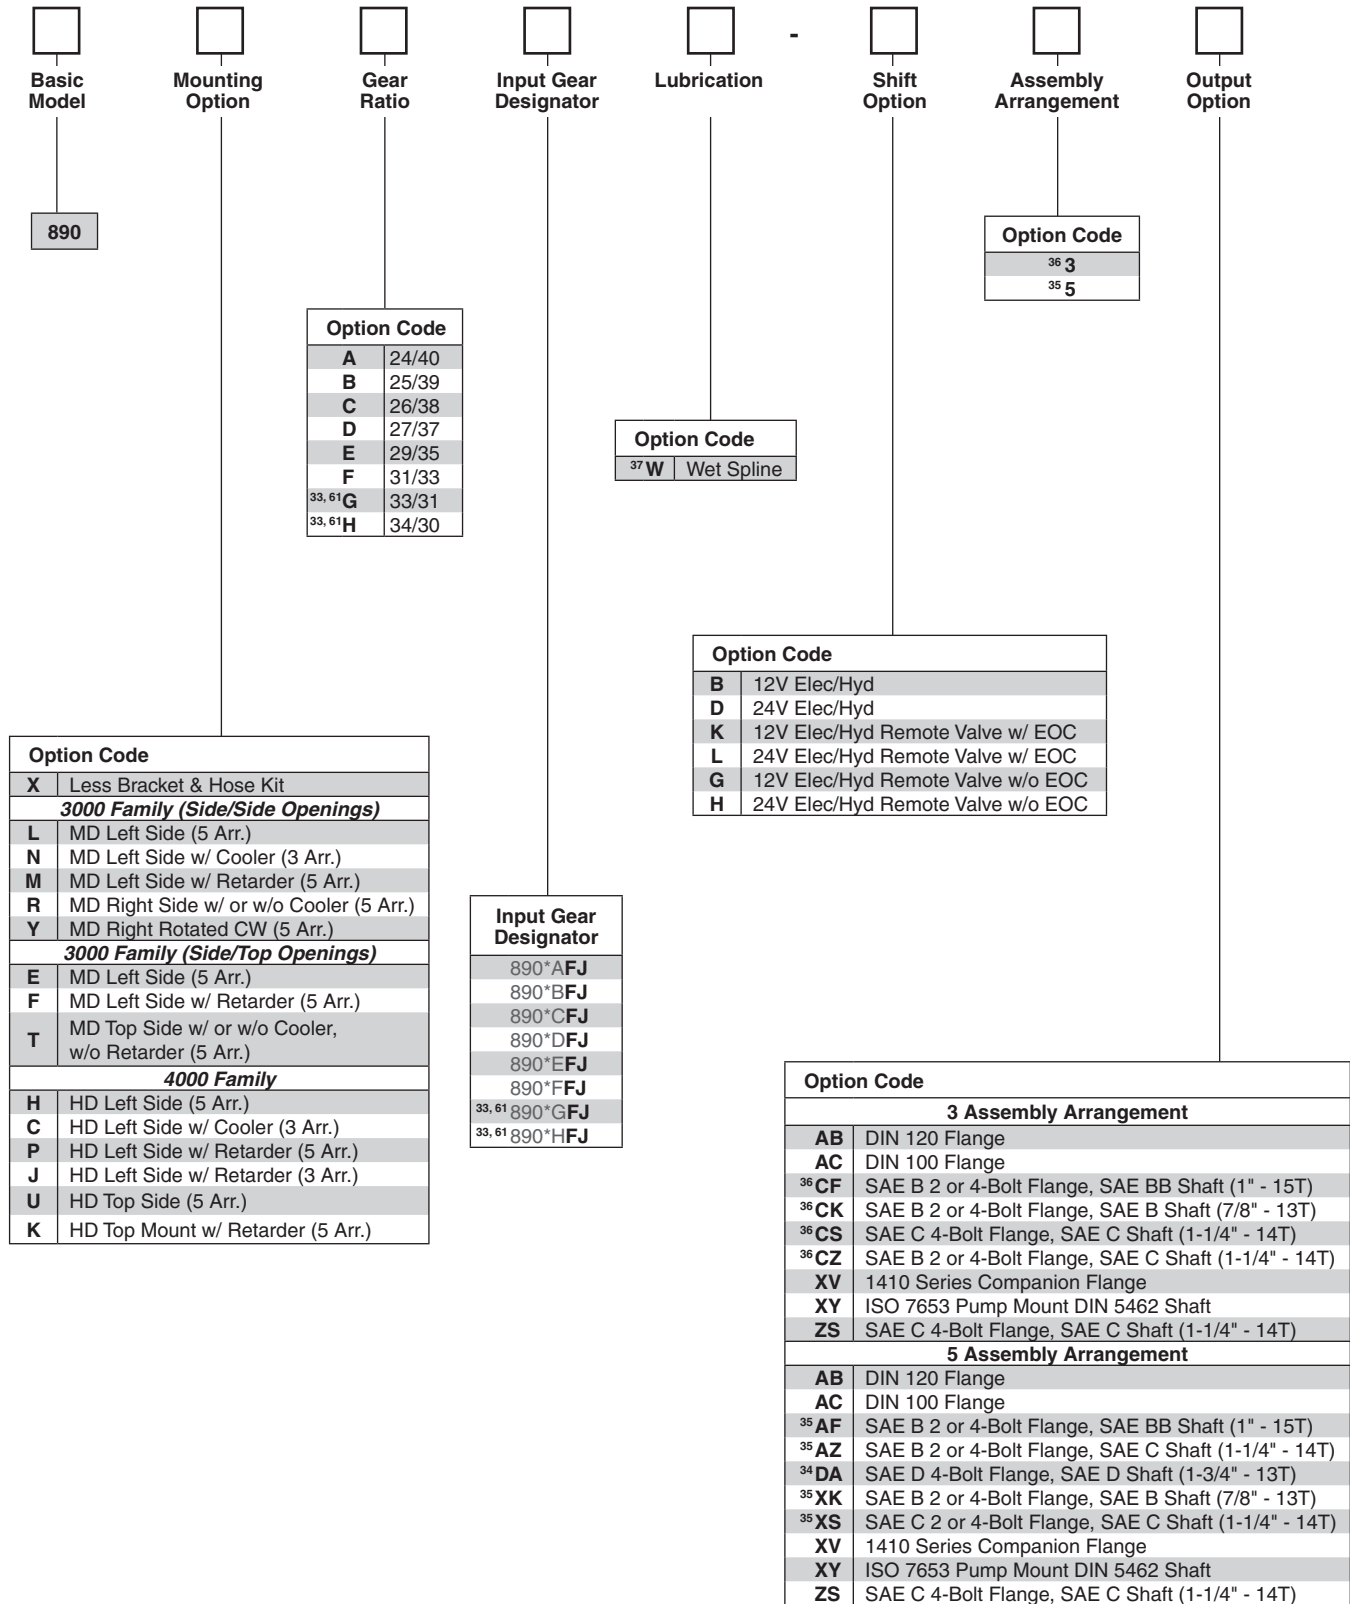 -
Basic Model
Mounting Option
Gear Ratio
Input Gear Designator
Lubrication
Shift Option
Assembly Arrangement
Output Option
890
Option Code
36 3
35 5
Option Code
A 24/40
B 25/39
C 26/38
D 27/37
E 29/35
F 31/33
33, 61 G 33/31
33, 61 H 34/30
Option Code
37 W Wet Spline
Option Code
B 12V Elec/Hyd
D 24V Elec/Hyd
K 12V Elec/Hyd Remote Valve w/ EOC
L 24V Elec/Hyd Remote Valve w/ EOC
G 12V Elec/Hyd Remote Valve w/o EOC
H 24V Elec/Hyd Remote Valve w/o EOC
Option Code
X Less Bracket & Hose Kit
3000 Family (Side/Side Openings)
L MD Left Side (5 Arr.)
N MD Left Side w/ Cooler (3 Arr.)
M MD Left Side w/ Retarder (5 Arr.)
R MD Right Side w/ or w/o Cooler (5 Arr.)
Y MD Right Rotated CW (5 Arr.)
3000 Family (Side/Top Openings)
E MD Left Side (5 Arr.)
F MD Left Side w/ Retarder (5 Arr.)
T MD Top Side w/ or w/o Cooler,
w/o Retarder (5 Arr.)
4000 Family
H HD Left Side (5 Arr.)
C HD Left Side w/ Cooler (3 Arr.)
P HD Left Side w/ Retarder (5 Arr.)
J HD Left Side w/ Retarder (3 Arr.)
U HD Top Side (5 Arr.)
K HD Top Mount w/ Retarder (5 Arr.)
Input Gear
Designator
890*AFJ
890*BFJ
890*CFJ
890*DFJ
890*EFJ
890*FFJ
33, 61 890*GFJ
33, 61 890*HFJ
Option Code
3 Assembly Arrangement
AB DIN 120 Flange
AC DIN 100 Flange
36 CF SAE B 2 or 4-Bolt Flange, SAE BB Shaft (1" - 15T)
36 CK SAE B 2 or 4-Bolt Flange, SAE B Shaft (7/8" - 13T)
36 CS SAE C 4-Bolt Flange, SAE C Shaft (1-1/4" - 14T)
36 CZ SAE B 2 or 4-Bolt Flange, SAE C Shaft (1-1/4" - 14T)
XV 1410 Series Companion Flange
XY ISO 7653 Pump Mount DIN 5462 Shaft
ZS SAE C 4-Bolt Flange, SAE C Shaft (1-1/4" - 14T)
5 Assembly Arrangement
AB DIN 120 Flange
AC DIN 100 Flange
35 AF SAE B 2 or 4-Bolt Flange, SAE BB Shaft (1" - 15T)
35 AZ SAE B 2 or 4-Bolt Flange, SAE C Shaft (1-1/4" - 14T)
34 DA SAE D 4-Bolt Flange, SAE D Shaft (1-3/4" - 13T)
35 XK SAE B 2 or 4-Bolt Flange, SAE B Shaft (7/8" - 13T)
35 XS SAE C 2 or 4-Bolt Flange, SAE C Shaft (1-1/4" - 14T)
XV 1410 Series Companion Flange
XY ISO 7653 Pump Mount DIN 5462 Shaft
ZS SAE C 4-Bolt Flange, SAE C Shaft (1-1/4" - 14T)